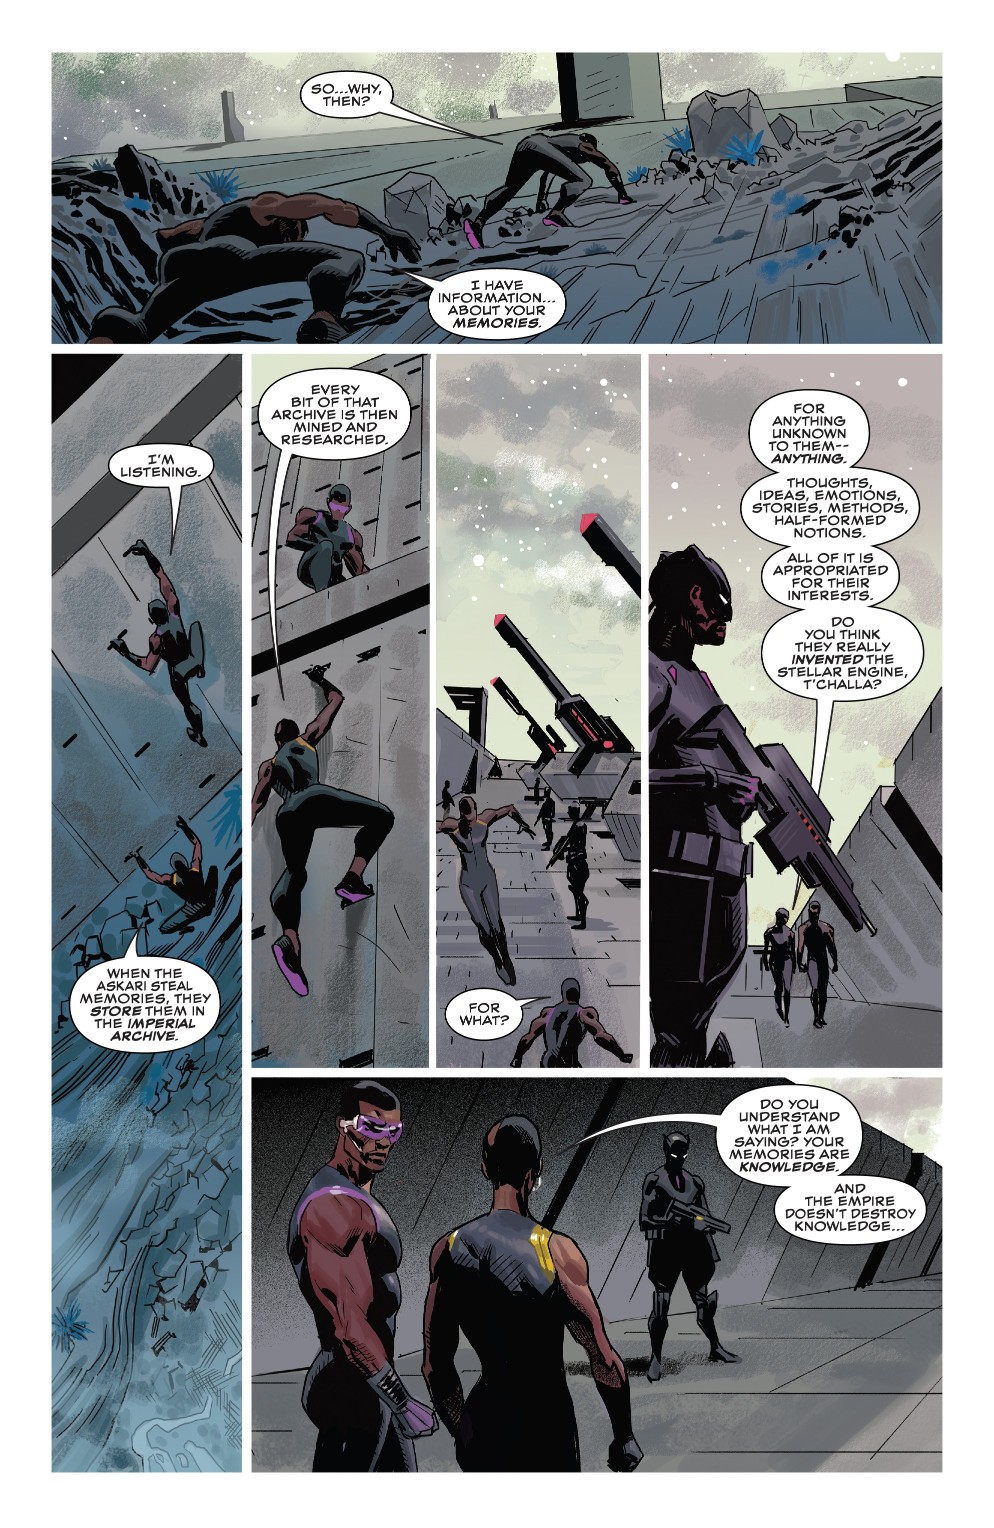 SO...WHY,
THEN?
I HAVE
INFORMATION...
ABOUT YOUR
MEMORIES.
I'M
LISTENING.
WHEN THE
ASKARI STEAL
MEMORIES, THEY
STORE THEM IN
THE IMPERIAL
ARCHIVE.
EVERY
BIT OF THAT
ARCHIVE IS THEN
MINED AND
RESEARCHED.
FOR
WHAT?
FOR
ANYTHING
UNKNOWN
TO THEM--
ANYTHING.
THOUGHTS,
IDEAS, EMOTIONS,
STORIES, METHODS,
HALF-FORMED
NOTIONS.
ALL OF IT IS
APPROPRIATED
FOR THEIR
INTERESTS.
DO
YOU THINK
THEY REALLY
INVENTED THE
STELLAR ENGINE,
T'CHALLA?
DO YOU
UNDERSTAND
WHAT I AM
SAYING? YOUR
MEMORIES ARE
KNOWLEDGE.
AND
THE EMPIRE
DOESN'T DESTROY
KNOWLEDGE...